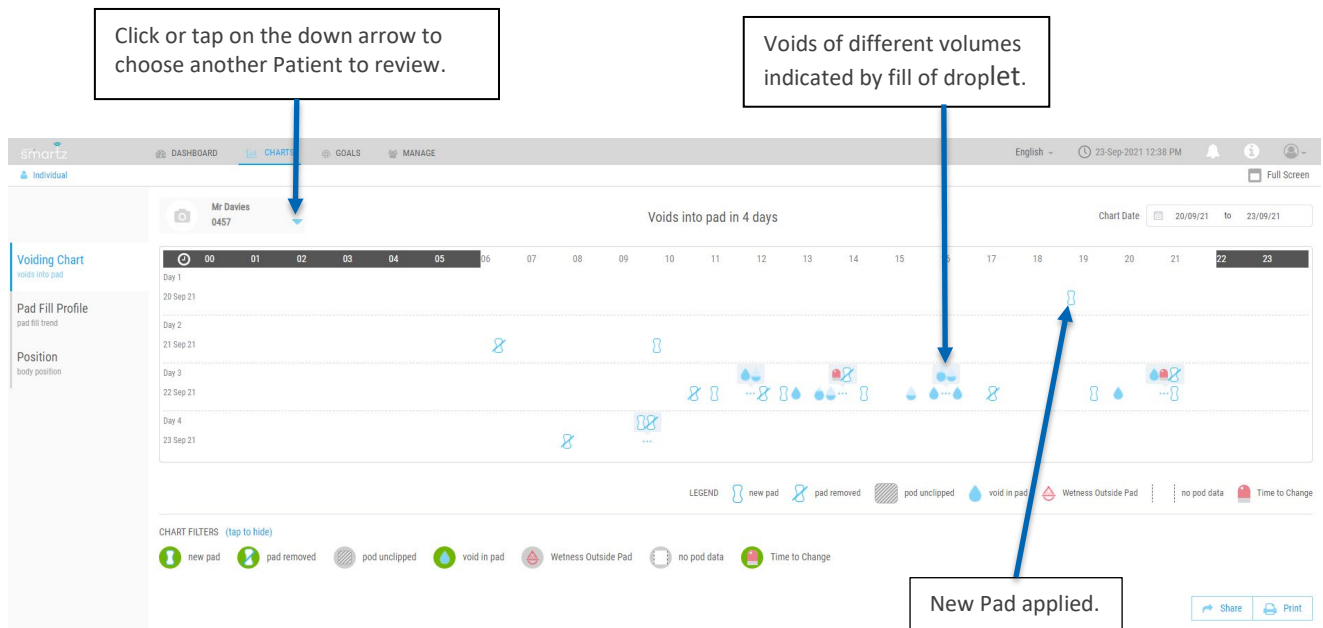 Click or tap on the down arrow to
choose another Patient to review.
Voids of different volumes
indicated by fill of droplet.
smartz
DASHBOARD CHARTS GOALS MANAGE English 23-Sep-2021 12:38 PM
Individual Full Screen
Mr Davies
0457
Voids into pad in 4 days
Chart Date 20/09/21 to 23/09/21
Voiding Chart
voids into pad
Pad Fill Profile
pad fill trend
Position
body position
00 01 02 03 04 05 06 07 08 09 10 11 12 13 14 15 16 17 18 19 20 21 22 23
Day 1
20 Sep 21
Day 2
21 Sep 21
Day 3
22 Sep 21
Day 4
23 Sep 21
LEGEND new pad pad removed pod unclipped void in pad Wetness Outside Pad no pod data Time to Change
CHART FILTERS (tap to hide)
new pad pad removed pod unclipped void in pad Wetness Outside Pad no pod data Time to Change
New Pad applied.
Share Print